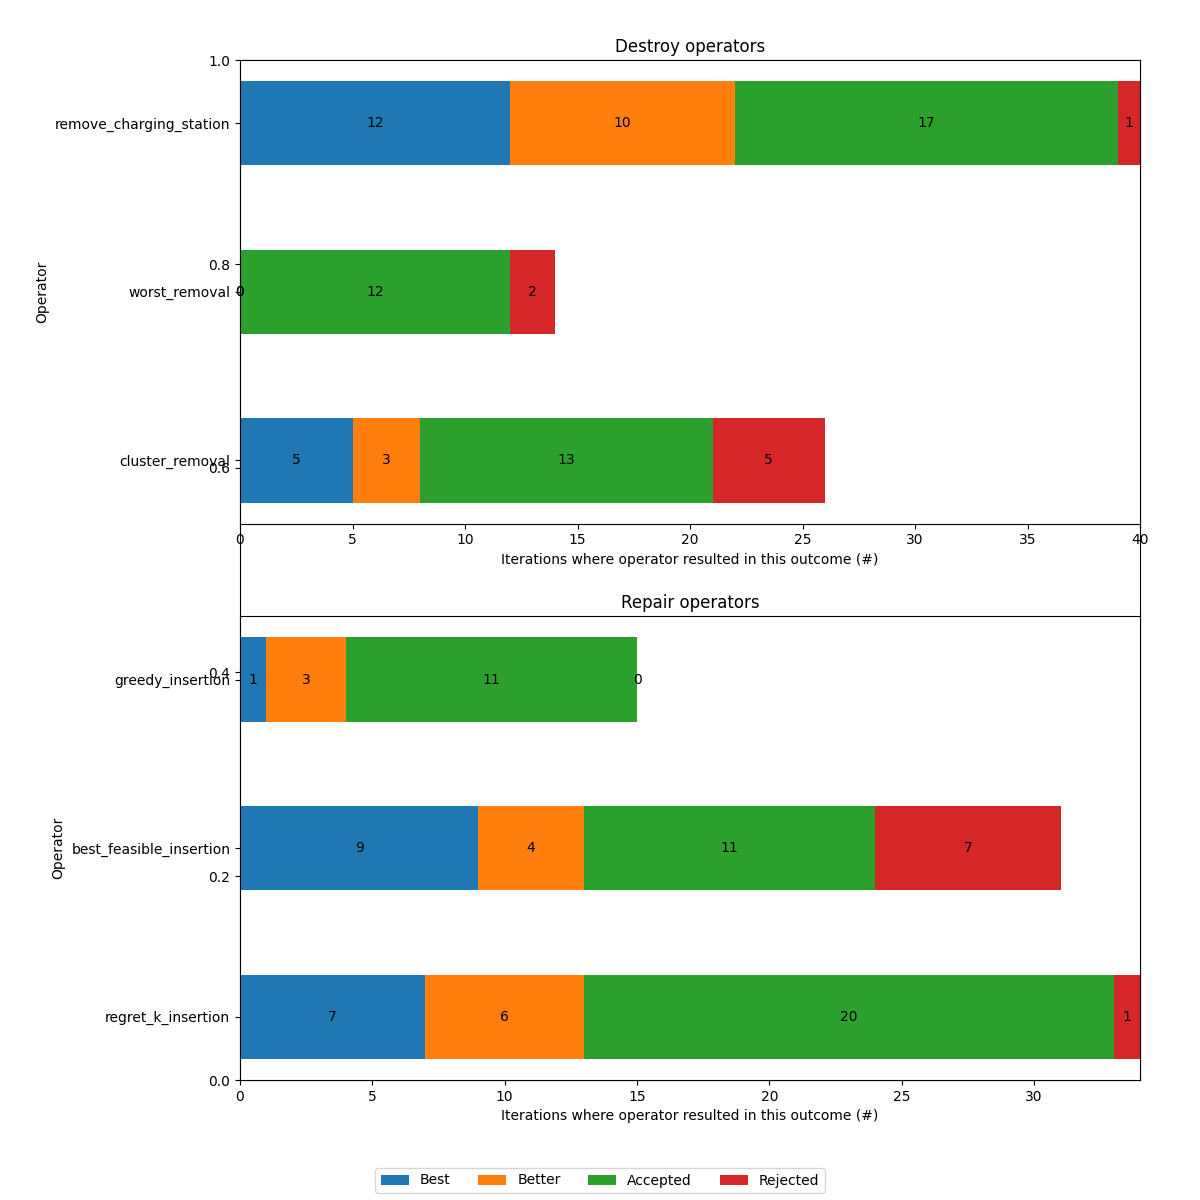 Destroy operators
1.0
remove_charging_station 12 10 17 1
0.8
Operator
worst_removal 0 12 2
cluster_removal 5 3 13 5
0.6
0 5 10 15 20 25 30 35 40
Iterations where operator resulted in this outcome (#)
Repair operators
0.4
greedy_insertion 1 3 11 0
Operator
best_feasible_insertion 9 4 11 7
0.2
regret_k_insertion 7 6 20 1
0.0
0 5 10 15 20 25 30
Iterations where operator resulted in this outcome (#)
Best Better Accepted Rejected